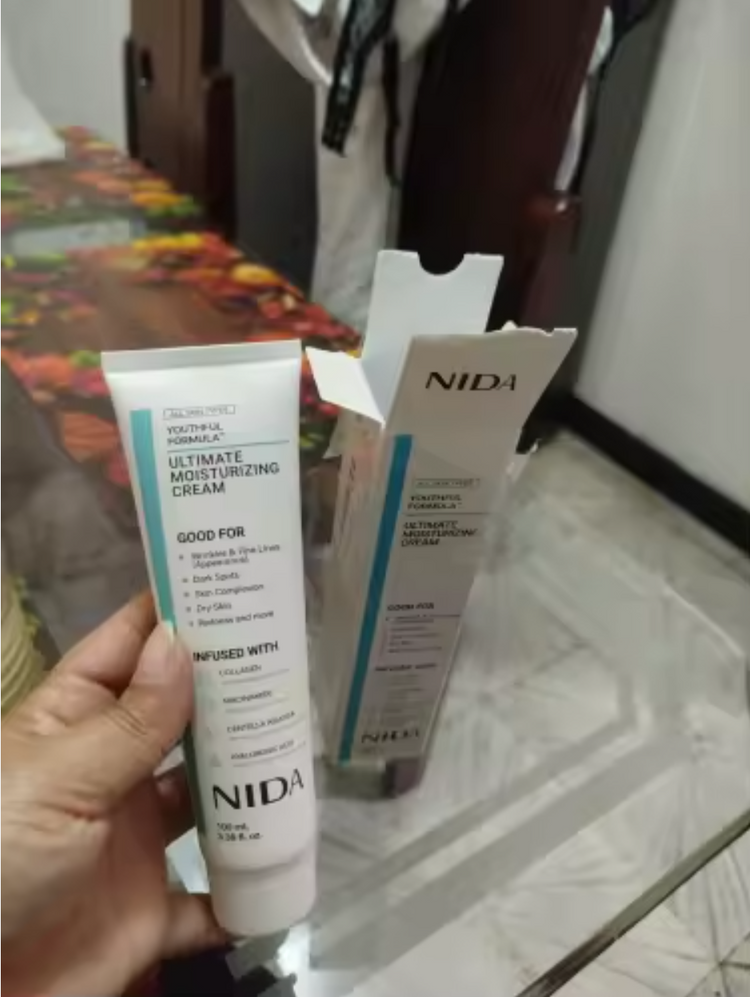 ALL SKIN TYPES
YOUTHFUL
FORMULA™
ULTIMATE
MOISTURIZING
CREAM
GOOD FOR
Wrinkles & Fine Lines
(Appearance)
Dark Spots
Skin Complexion
Dry Skin
Redness and more
INFUSED WITH
COLLAGEN
NIACINAMIDE
CENTELLA ASIATICA
HYALURONIC ACID
NIDA
100 mL
3.38 fl. oz.
NIDA
ALL SKIN TYPES
YOUTHFUL
FORMULA™
ULTIMATE
MOISTURIZING
CREAM
GOOD FOR
INFUSED WITH
NIDA